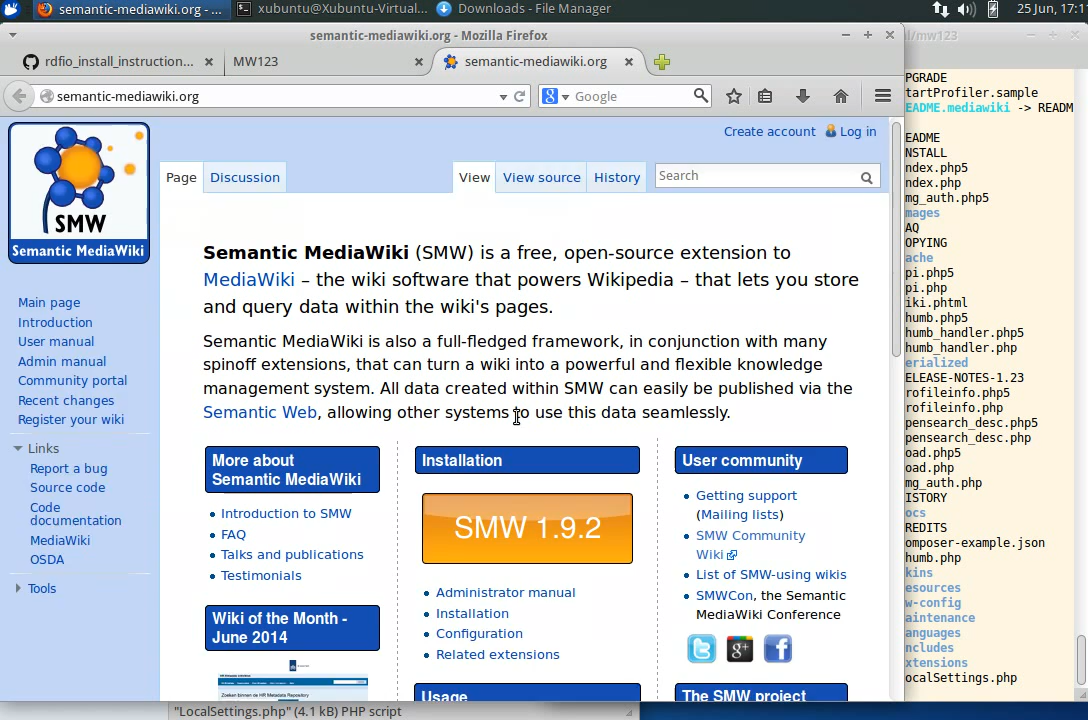 semantic-mediawiki.org - ...
xubuntu@Xubuntu-Virtual...
Downloads - File Manager
25 Jun, 17:1
semantic-mediawiki.org - Mozilla Firefox
l/mw123
rdfio_install_instruction...
MW123
semantic-mediawiki.org
semantic-mediawiki.org
Google
Create account
Log in
Page
Discussion
View
View source
History
Search
SMW
Semantic MediaWiki
Main page
Introduction
User manual
Admin manual
Community portal
Recent changes
Register your wiki
Links
Report a bug
Source code
Code
documentation
MediaWiki
OSDA
Tools
Semantic MediaWiki (SMW) is a free, open-source extension to
MediaWiki – the wiki software that powers Wikipedia – that lets you store
and query data within the wiki's pages.
Semantic MediaWiki is also a full-fledged framework, in conjunction with many
spinoff extensions, that can turn a wiki into a powerful and flexible knowledge
management system. All data created within SMW can easily be published via the
Semantic Web, allowing other systems to use this data seamlessly.
More about
Semantic MediaWiki
Introduction to SMW
FAQ
Talks and publications
Testimonials
Wiki of the Month -
June 2014
Zoeken binnen de HR Metadata Repository
Installation
SMW 1.9.2
Administrator manual
Installation
Configuration
Related extensions
Usage
User community
Getting support
(Mailing lists)
SMW Community
Wiki
List of SMW-using wikis
SMWCon, the Semantic
MediaWiki Conference
The SMW project
PGRADE
tartProfiler.sample
EADME.mediawiki -> READM
EADME
NSTALL
ndex.php5
ndex.php
mg_auth.php5
mages
AQ
OPYING
ache
pi.php5
pi.php
iki.phtml
humb.php5
humb_handler.php5
humb_handler.php
erialized
ELEASE-NOTES-1.23
rofileinfo.php5
rofileinfo.php
pensearch_desc.php5
pensearch_desc.php
oad.php5
oad.php
mg_auth.php
ISTORY
ocs
REDITS
omposer-example.json
humb.php
kins
esources
w-config
aintenance
anguages
ncludes
xtensions
ocalSettings.php
"LocalSettings.php" (4.1 kB) PHP script